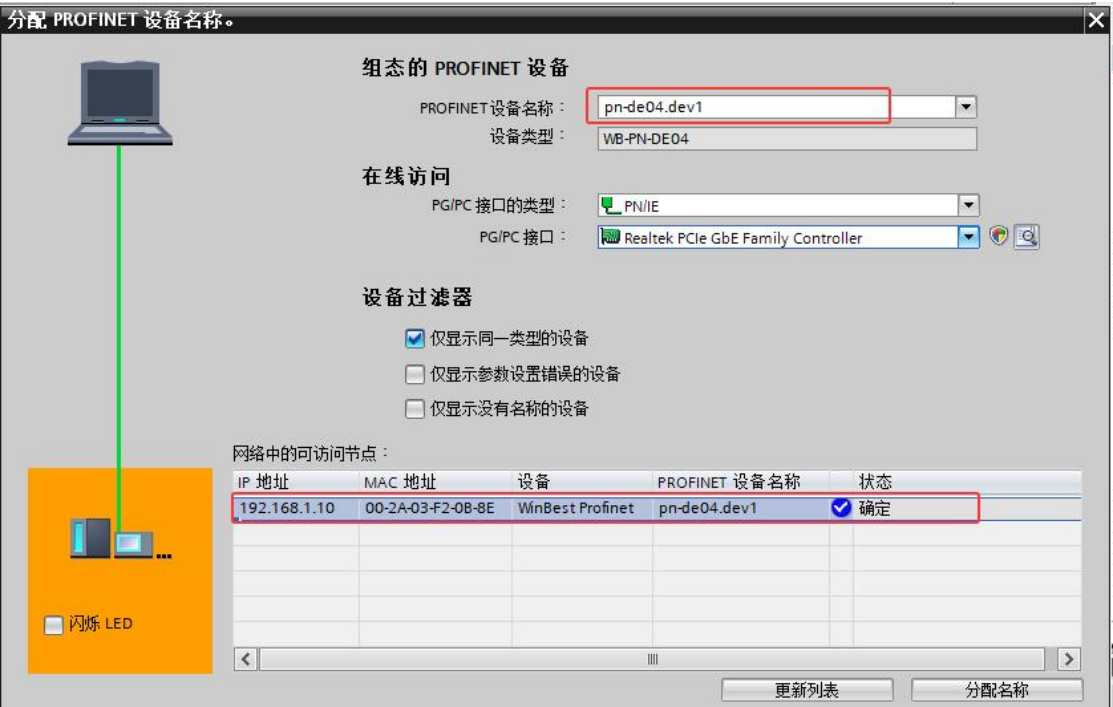 分配 PROFINET 设备名称。
组态的 PROFINET 设备
PROFINET设备名称：
pn-de04.dev1
设备类型：
WB-PN-DE04
在线访问
PG/PC 接口的类型：
PN/IE
PG/PC 接口：
Realtek PCIe GbE Family Controller
设备过滤器
仅显示同一类型的设备
仅显示参数设置错误的设备
仅显示没有名称的设备
网络中的可访问节点：
IP 地址 MAC 地址 设备 PROFINET 设备名称 状态
192.168.1.10 00-2A-03-F2-0B-8E WinBest Profinet pn-de04.dev1 确定
闪烁 LED
更新列表 分配名称